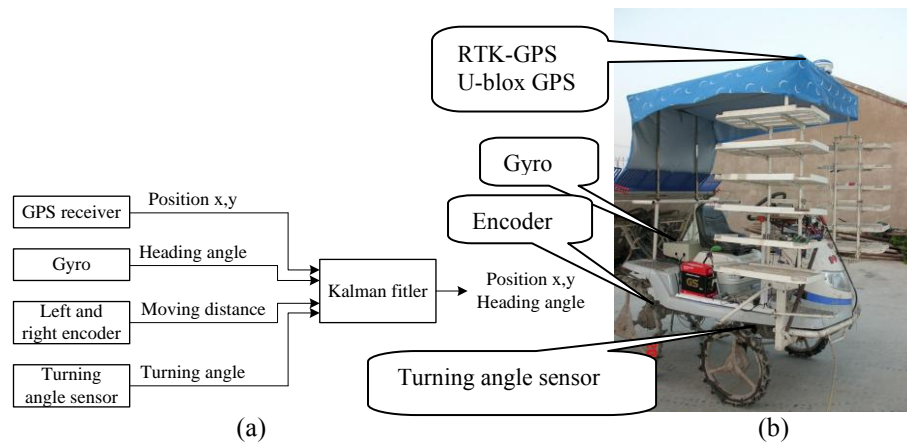 RTK-GPS
U-blox GPS
Gyro
Encoder
Turning angle sensor
GPS receiver
Position x,y
Gyro
Heading angle
Left and
right encoder
Moving distance
Turning
angle sensor
Turning angle
Kalman fitler
Position x,y
Heading angle
(a)
(b)